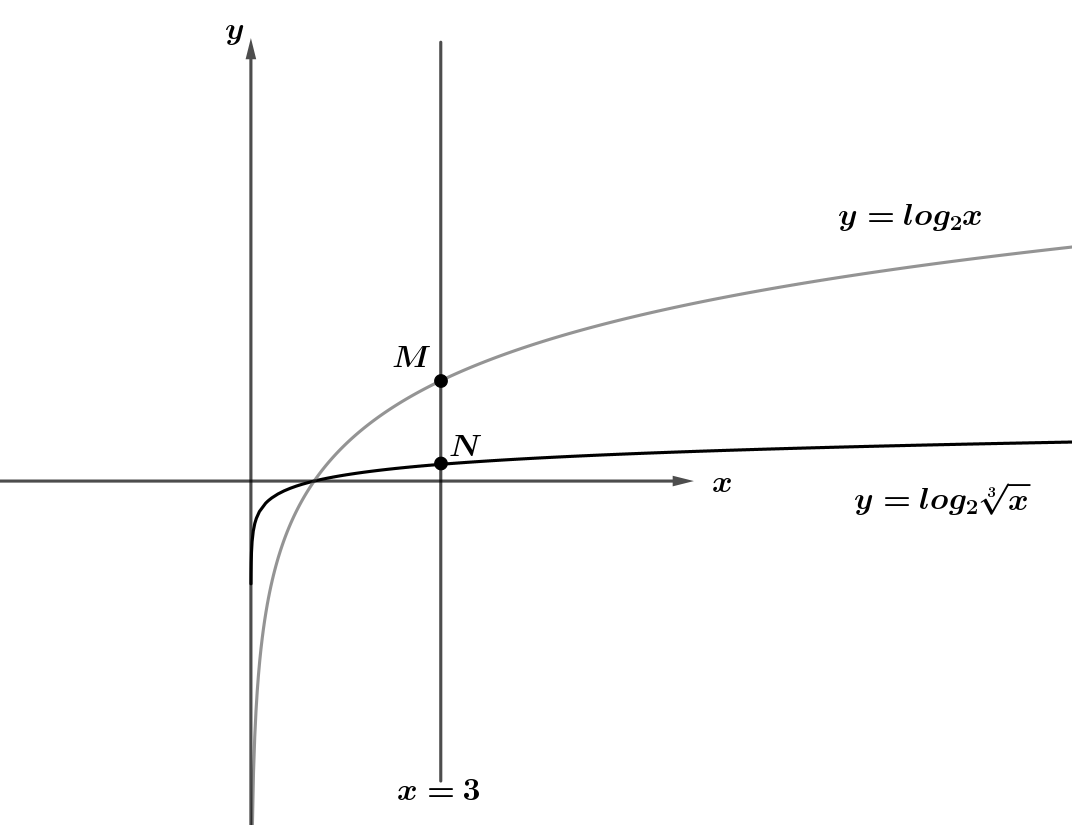 y
y = log₂x
M
N
x
y = log₂∛x
x = 3